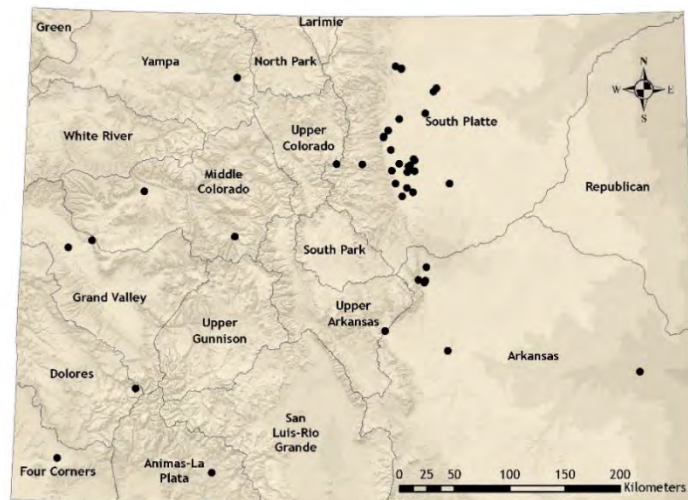 Green
Larimie
Yampa
North Park
N
W E
S
White River
Upper
Colorado
South Platte
Middle
Colorado
Republican
South Park
Grand Valley
Upper
Gunnison
Upper
Arkansas
Arkansas
Dolores
San
Luis-Rio
Grande
Four Corners
Animas-La
Plata
0 25 50 100 150 200
Kilometers